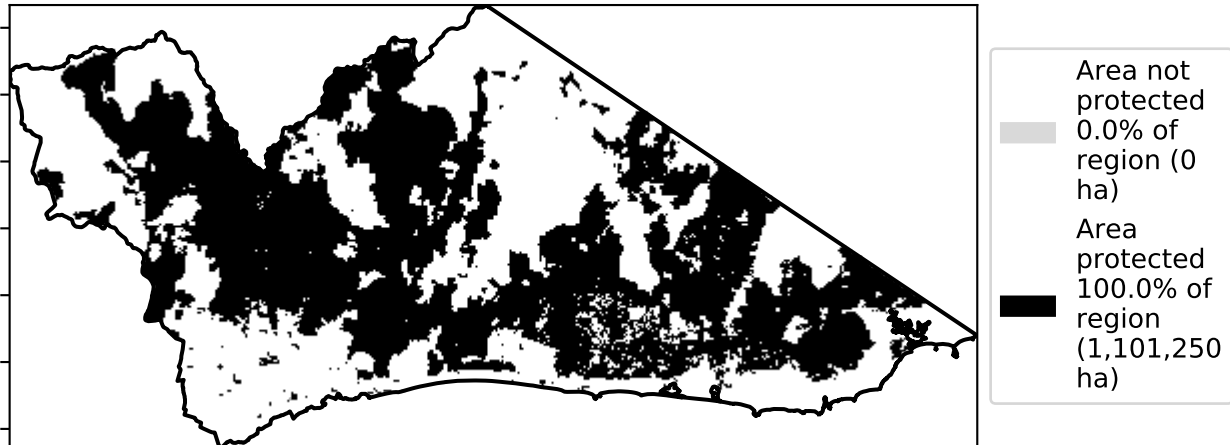 Area not
protected
0.0% of
region (0
ha)
Area
protected
100.0% of
region
(1,101,250
ha)